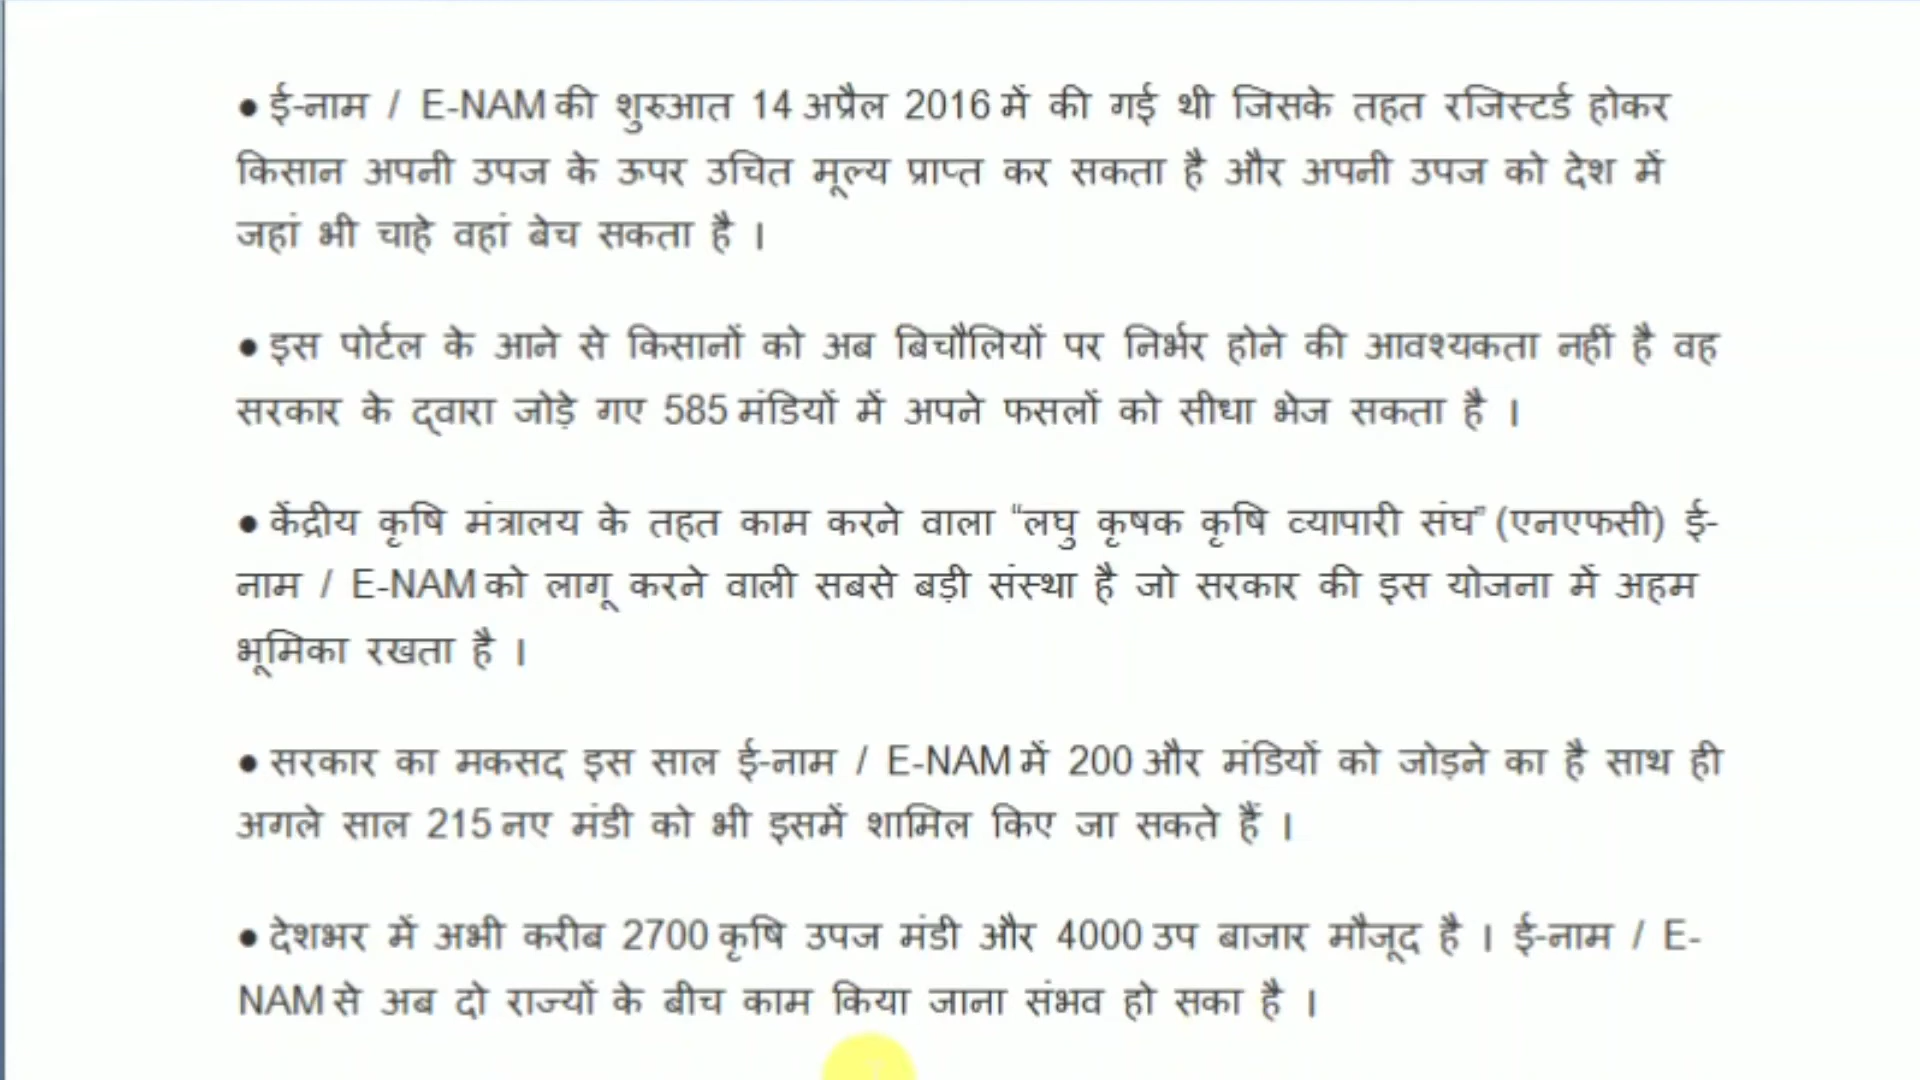 ● ई-नाम / E-NAM की शुरुआत 14 अप्रैल 2016 में की गई थी जिसके तहत रजिस्टर्ड होकर
किसान अपनी उपज के ऊपर उचित मूल्य प्राप्त कर सकता है और अपनी उपज को देश में
जहां भी चाहे वहां बेच सकता है ।
● इस पोर्टल के आने से किसानों को अब बिचौलियों पर निर्भर होने की आवश्यकता नहीं है वह
सरकार के द्वारा जोड़े गए 585 मंडियों में अपने फसलों को सीधा भेज सकता है ।
● केंद्रीय कृषि मंत्रालय के तहत काम करने वाला “लघु कृषक कृषि व्यापारी संघ” (एनएफसी) ई-
नाम / E-NAM को लागू करने वाली सबसे बड़ी संस्था है जो सरकार की इस योजना में अहम
भूमिका रखता है ।
● सरकार का मकसद इस साल ई-नाम / E-NAM में 200 और मंडियों को जोड़ने का है साथ ही
अगले साल 215 नए मंडी को भी इसमें शामिल किए जा सकते हैं ।
● देशभर में अभी करीब 2700 कृषि उपज मंडी और 4000 उप बाजार मौजूद है । ई-नाम / E-
NAM से अब दो राज्यों के बीच काम किया जाना संभव हो सका है ।